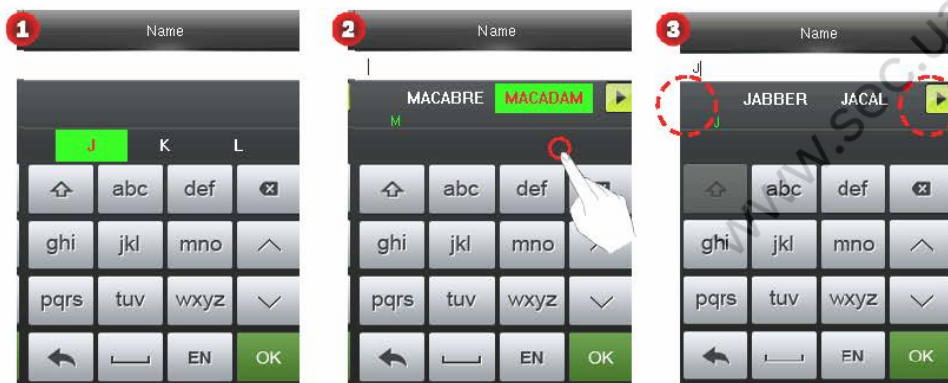 1
Name
J K L
abc def
ghi jkl mno
pqrs tuv wxyz
EN OK
2
Name
MACABRE MACADAM
M
abc def
ghi jkl mno
pqrs tuv wxyz
EN OK
3
Name
J
JABBER JACAL
J
abc def
ghi jkl mno
pqrs tuv wxyz
EN OK